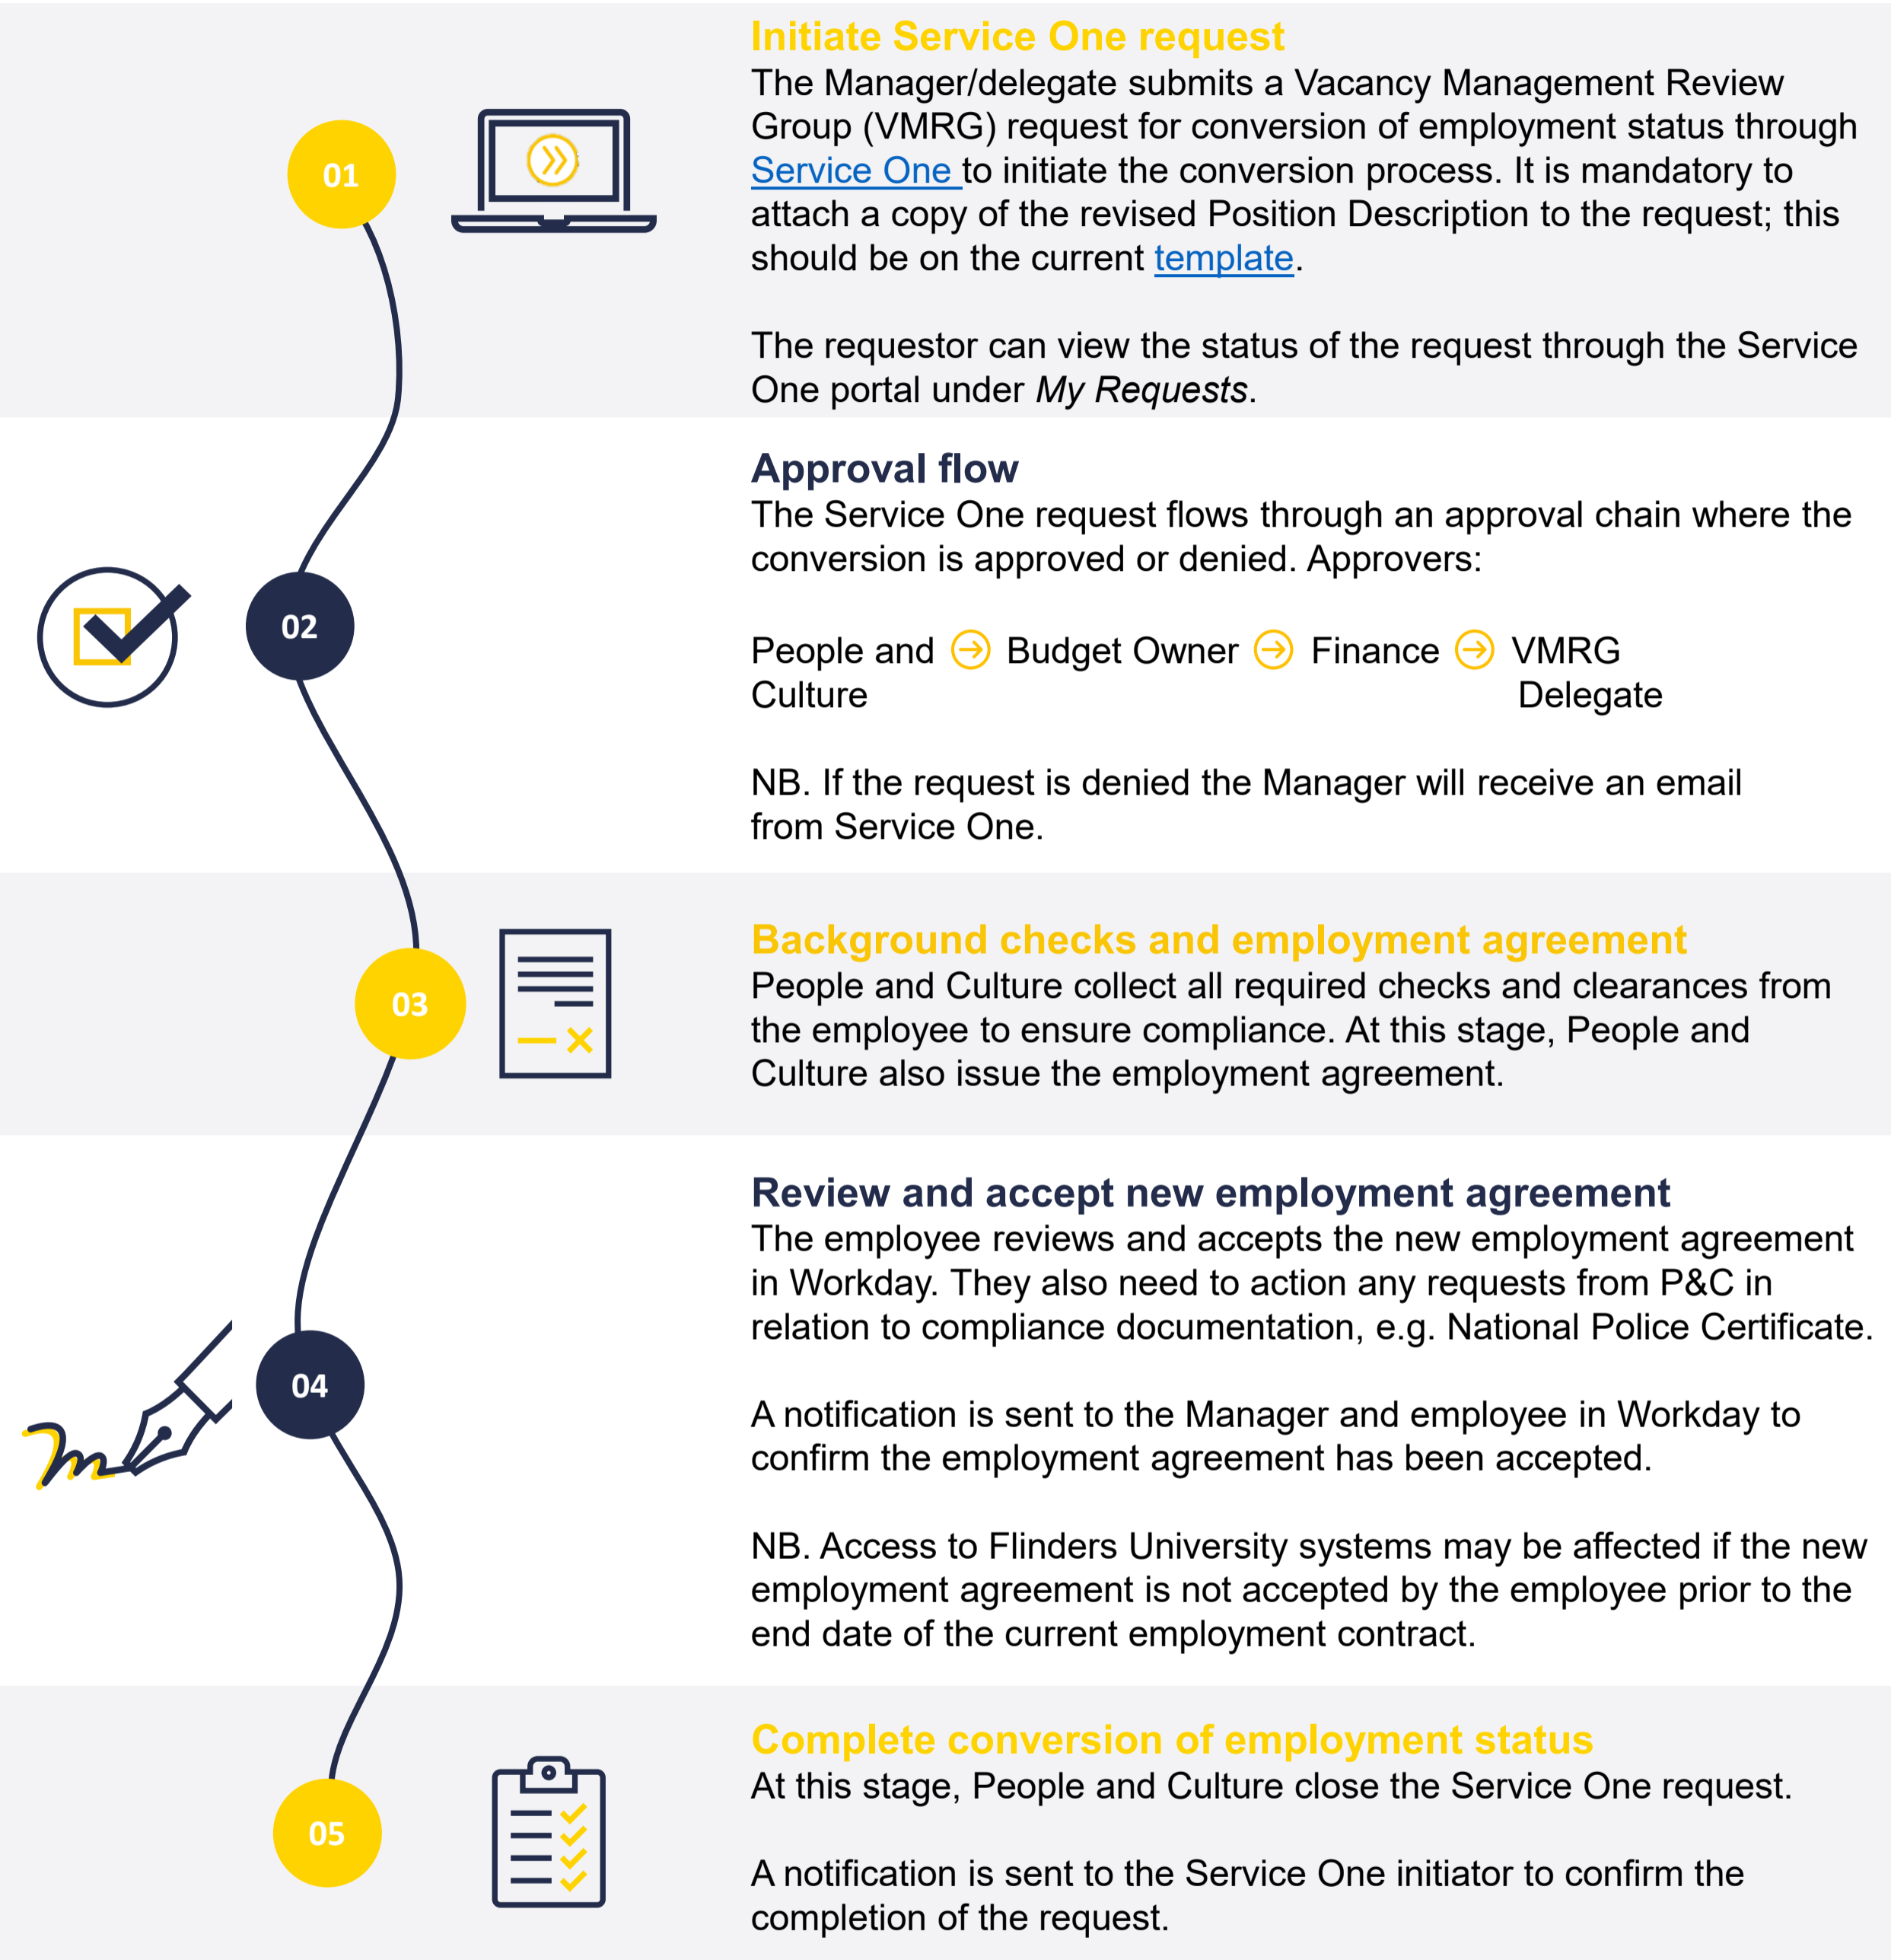 Initiate Service One request
The Manager/delegate submits a Vacancy Management Review
Group (VMRG) request for conversion of employment status through
Service One to initiate the conversion process. It is mandatory to
attach a copy of the revised Position Description to the request; this
should be on the current template.
01
The requestor can view the status of the request through the Service
One portal under My Requests.
Approval flow
The Service One request flows through an approval chain where the
conversion is approved or denied. Approvers:
02
People and Culture
Budget Owner
Finance
VMRG Delegate
NB. If the request is denied the Manager will receive an email
from Service One.
Background checks and employment agreement
People and Culture collect all required checks and clearances from
the employee to ensure compliance. At this stage, People and
Culture also issue the employment agreement.
03
Review and accept new employment agreement
The employee reviews and accepts the new employment agreement
in Workday. They also need to action any requests from P&C in
relation to compliance documentation, e.g. National Police Certificate.
04
A notification is sent to the Manager and employee in Workday to
confirm the employment agreement has been accepted.
NB. Access to Flinders University systems may be affected if the new
employment agreement is not accepted by the employee prior to the
end date of the current employment contract.
Complete conversion of employment status
At this stage, People and Culture close the Service One request.
05
A notification is sent to the Service One initiator to confirm the
completion of the request.